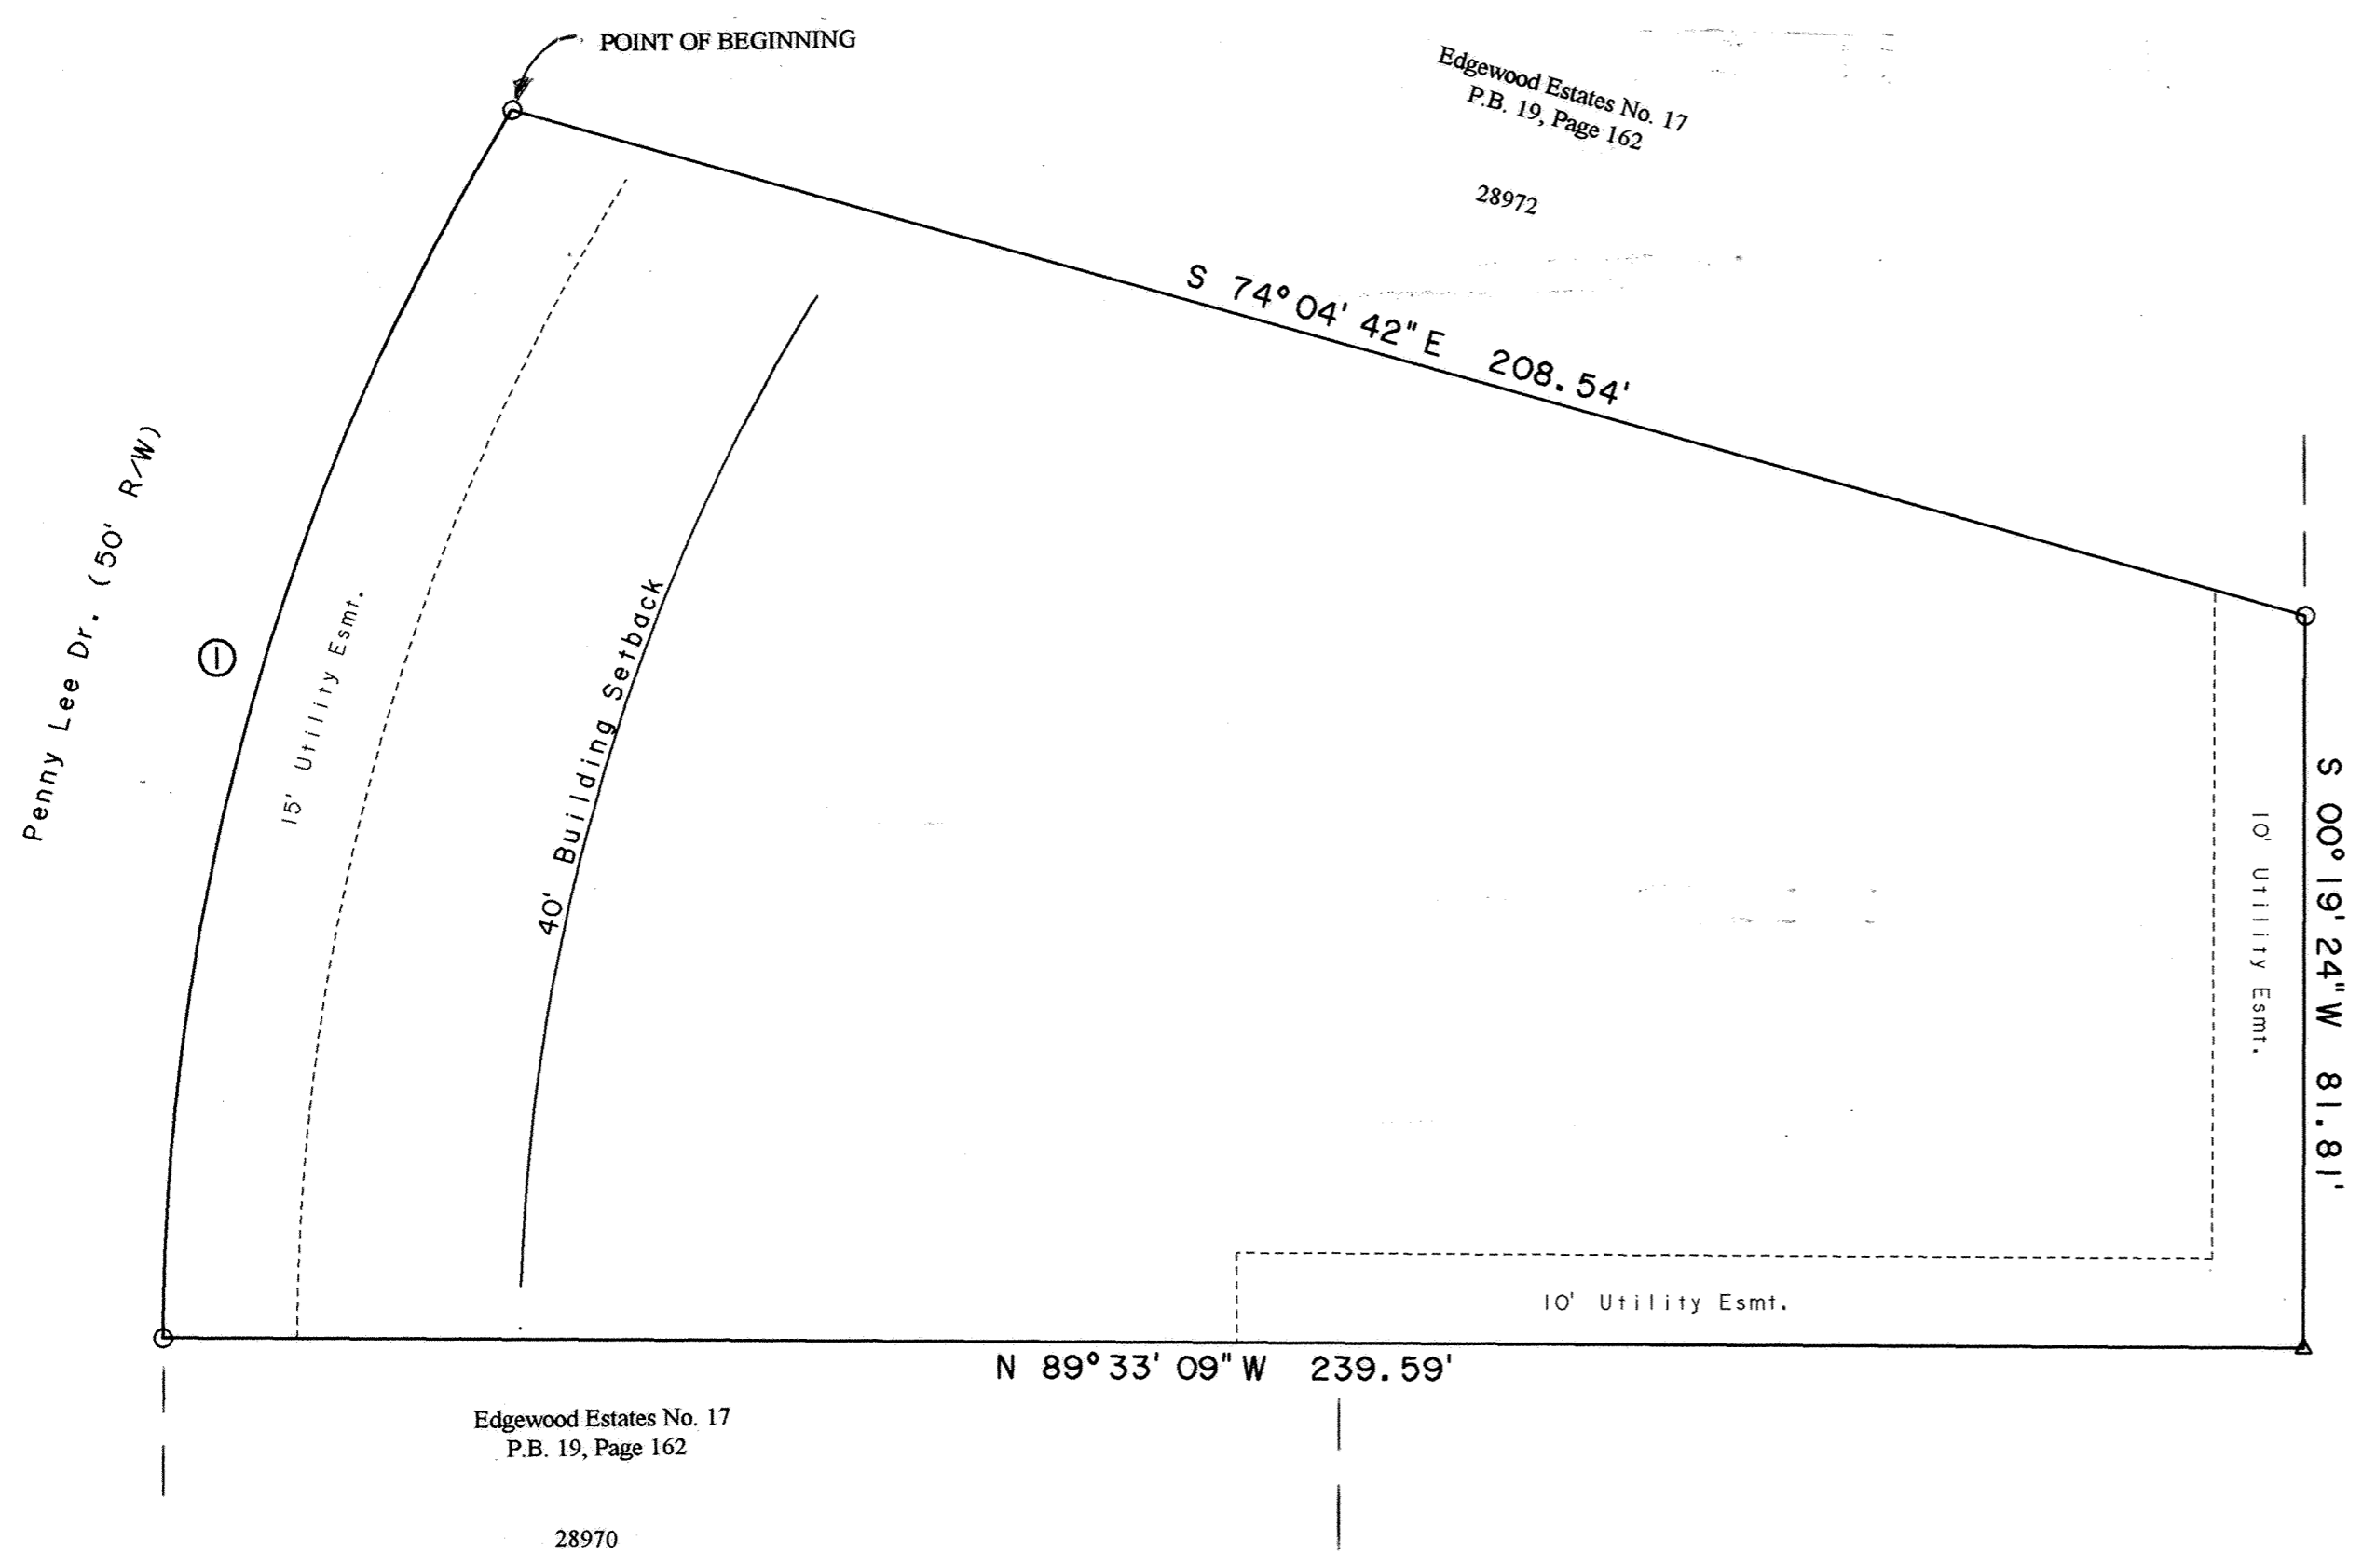 POINT OF BEGINNING
Edgewood Estates No. 17
P.B. 19, Page 162
28972
S 74° 04' 42" E 208.54'
Penny Lee Dr. (50' R/W)
1
15' Utility Esmt.
40' Building Setback
10' Utility Esmt.
S 00° 19' 24" W 81.81'
10' Utility Esmt.
N 89° 33' 09" W 239.59'
Edgewood Estates No. 17
P.B. 19, Page 162
28970